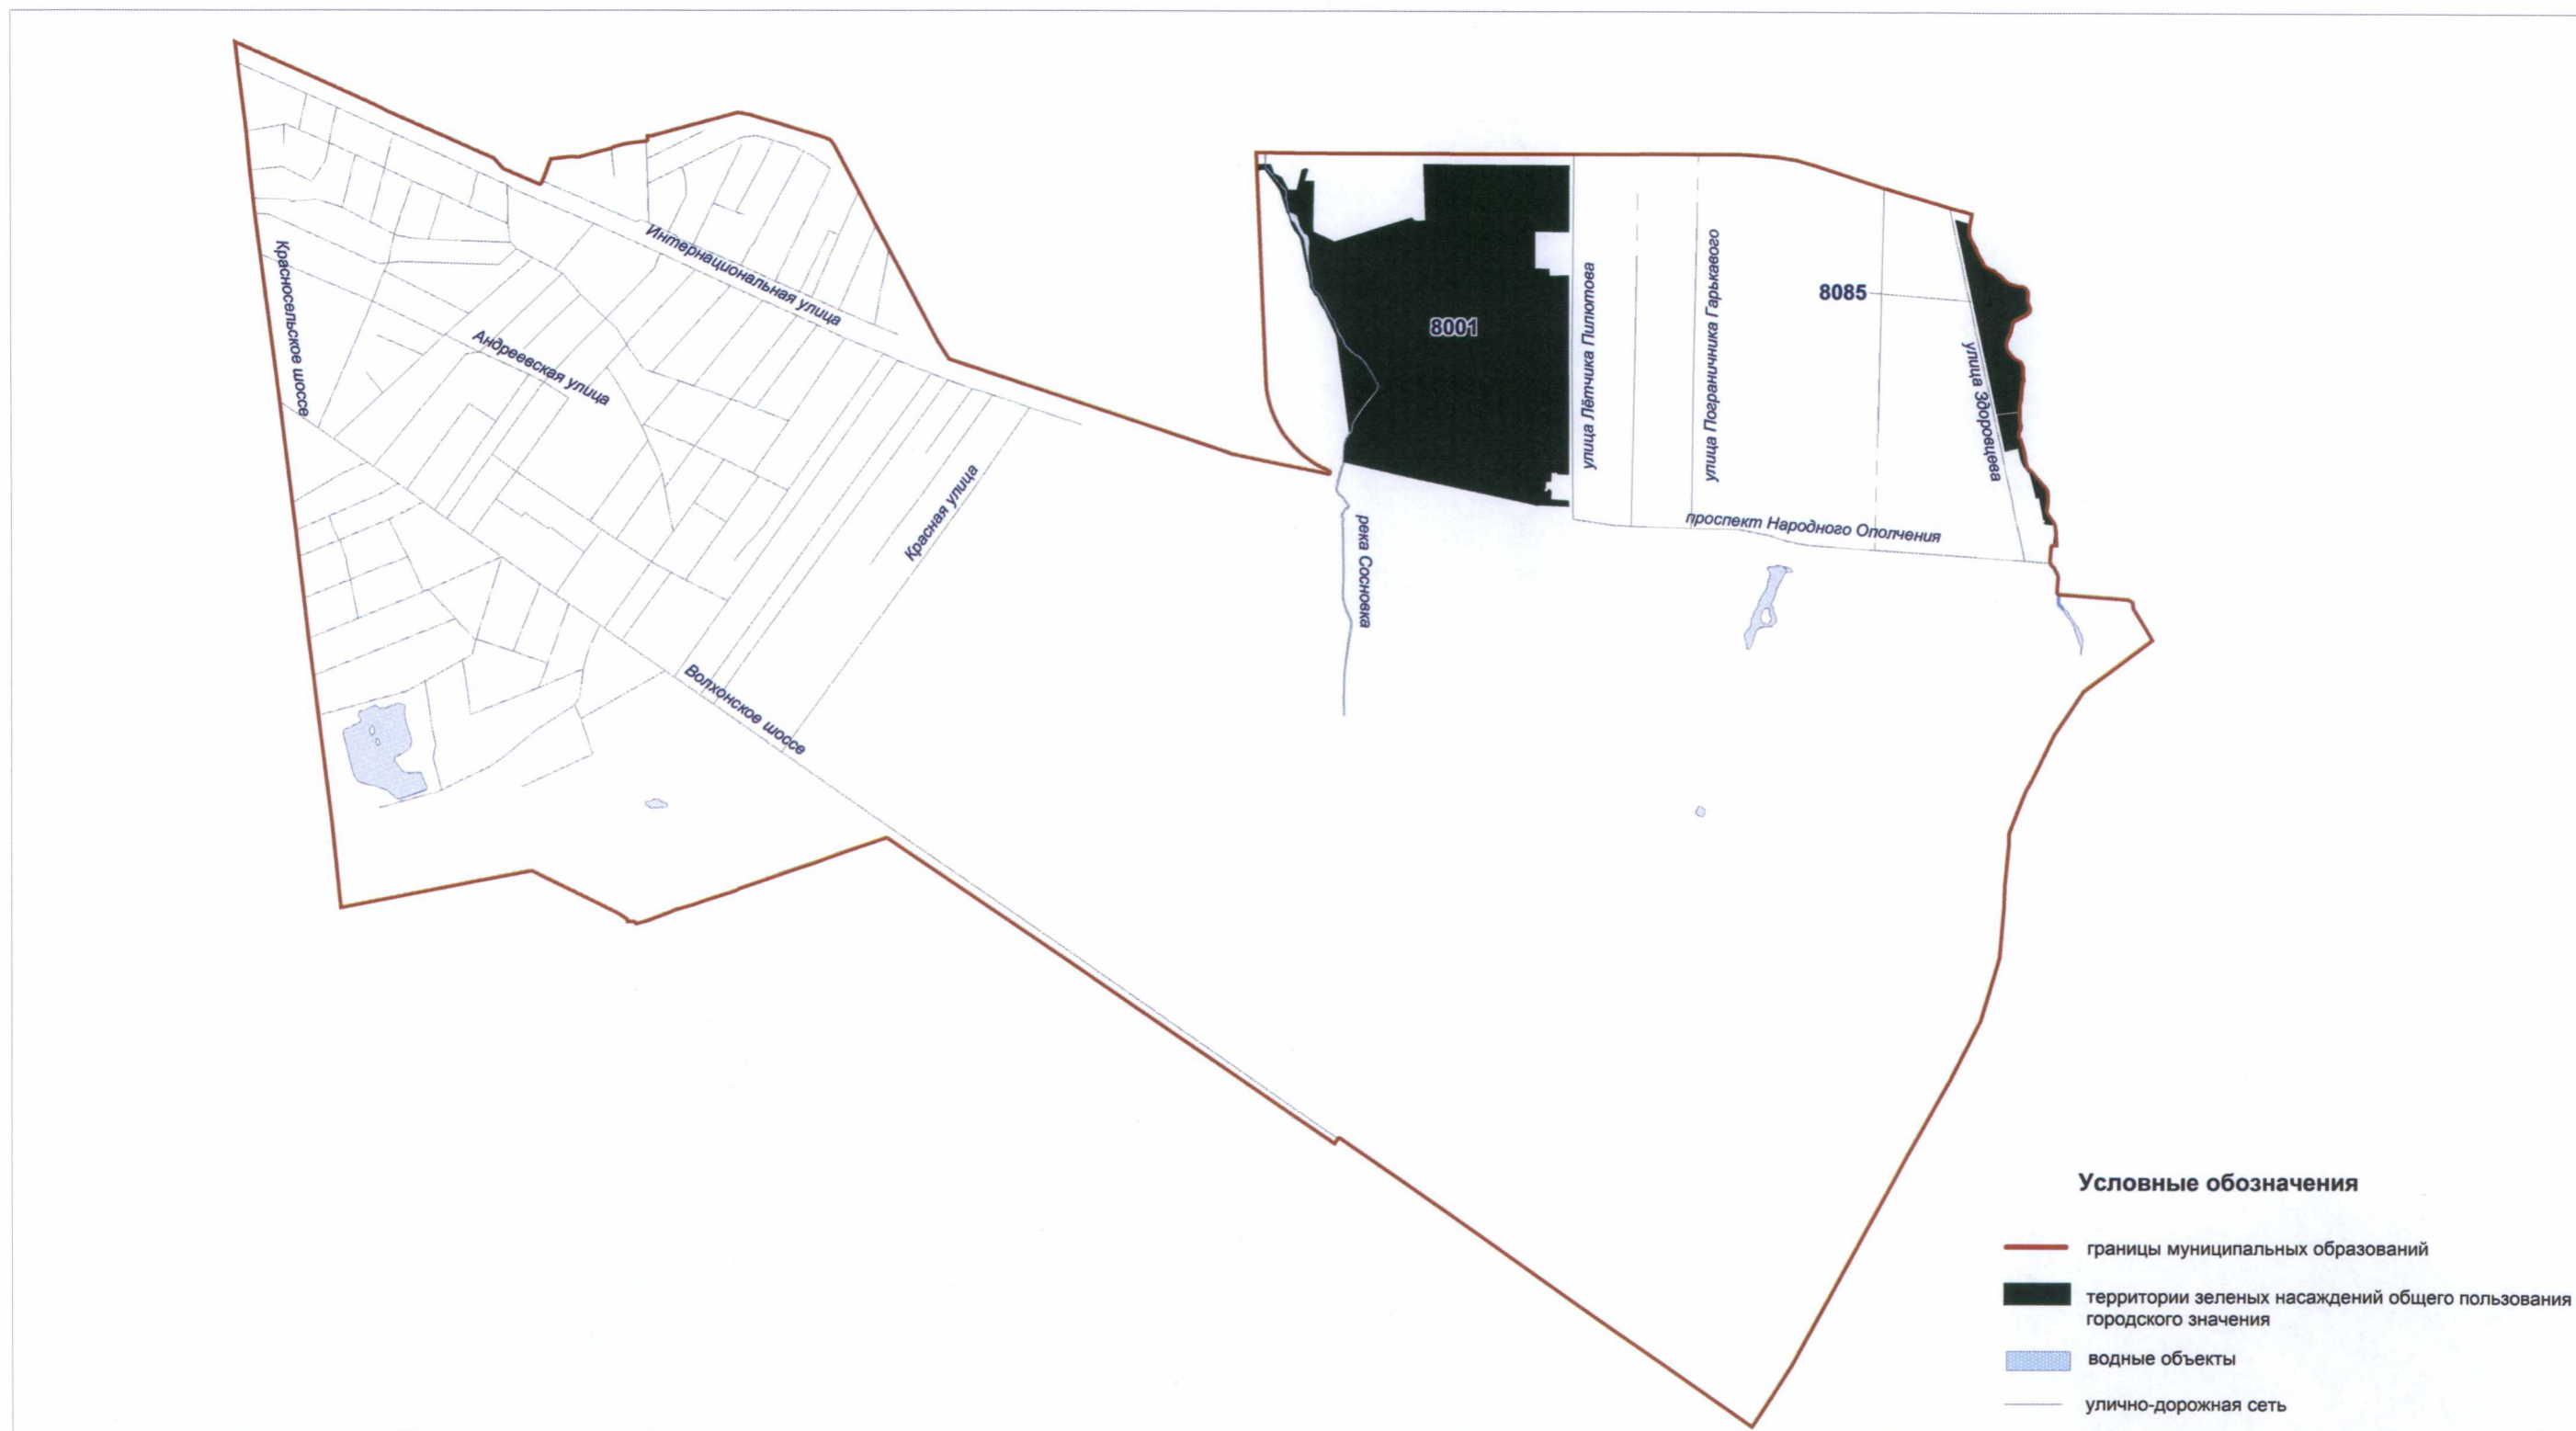 Красносельское шоссе
Интернациональная улица
Андреевская улица
Красная улица
Волхонское шоссе
8001
улица Лётчика Пилютова
улица Пограничника Гарькавого
8085
улица Здоровцева
проспект Народного Ополчения
река Сосновка
Условные обозначения
границы муниципальных образований
территории зеленых насаждений общего пользования
городского значения
водные объекты
улично-дорожная сеть